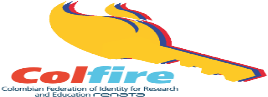 Colfire
Colombian Federation of Identity for Research
and Education renata